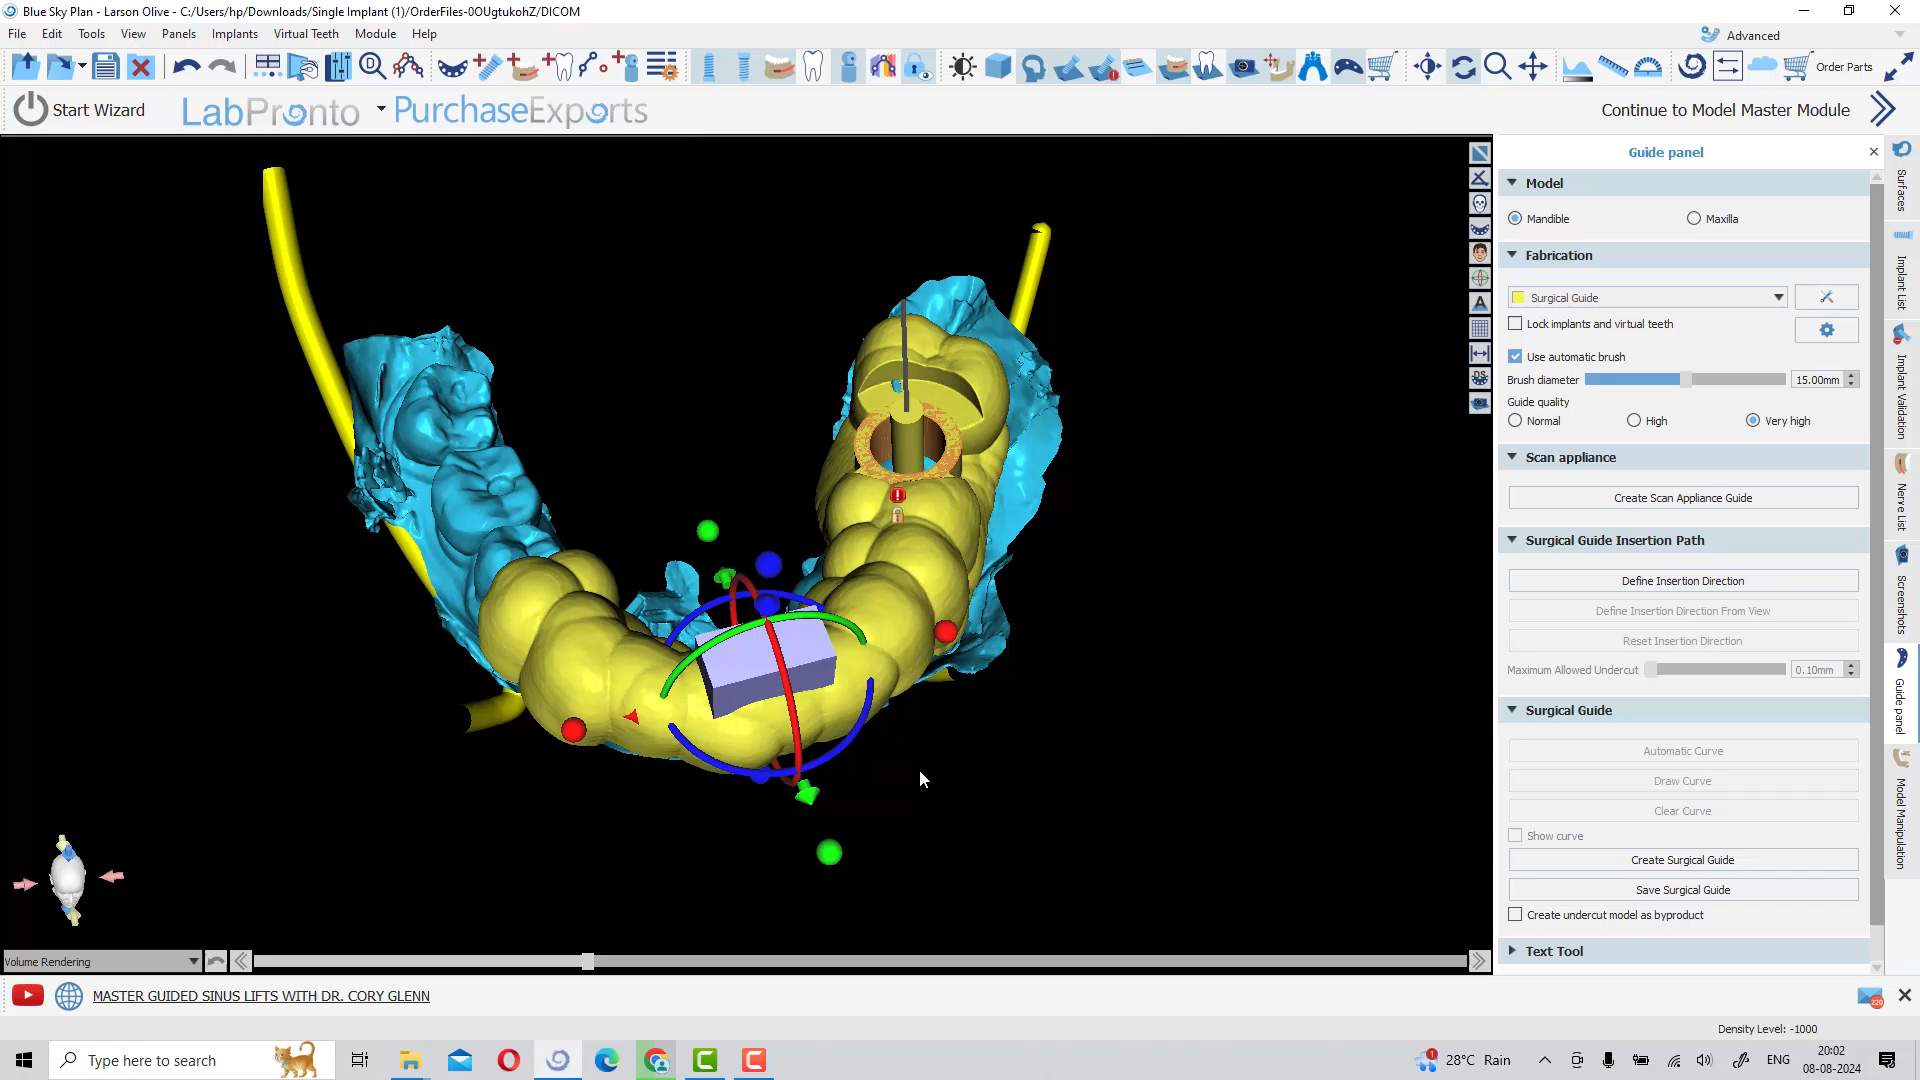 Blue Sky Plan - Larson Olive - C:/Users/hp/Downloads/Single Implant (1)/OrderFiles-0OUgtukohZ/DICOM
File Edit Tools View Panels Implants Virtual Teeth Module Help
Advanced
Order Parts
Start Wizard
LabPronto
PurchaseExports
Continue to Model Master Module
Guide panel
Model
Mandible
Maxilla
Fabrication
Surgical Guide
Lock implants and virtual teeth
Use automatic brush
Brush diameter
15.00mm
Guide quality
Normal
High
Very high
Scan appliance
Create Scan Appliance Guide
Surgical Guide Insertion Path
Define Insertion Direction
Define Insertion Direction From View
Reset Insertion Direction
Maximum Allowed Undercut
0.10mm
Surgical Guide
Automatic Curve
Draw Curve
Clear Curve
Show curve
Create Surgical Guide
Save Surgical Guide
Create undercut model as byproduct
Text Tool
Surfaces
Implant List
Implant Validation
Nerve List
Screenshots
Guide panel
Model Manipulation
Volume Rendering
MASTER GUIDED SINUS LIFTS WITH DR. CORY GLENN
220
Density Level: -1000
Type here to search
1
28°C Rain
ENG
20:02
08-08-2024